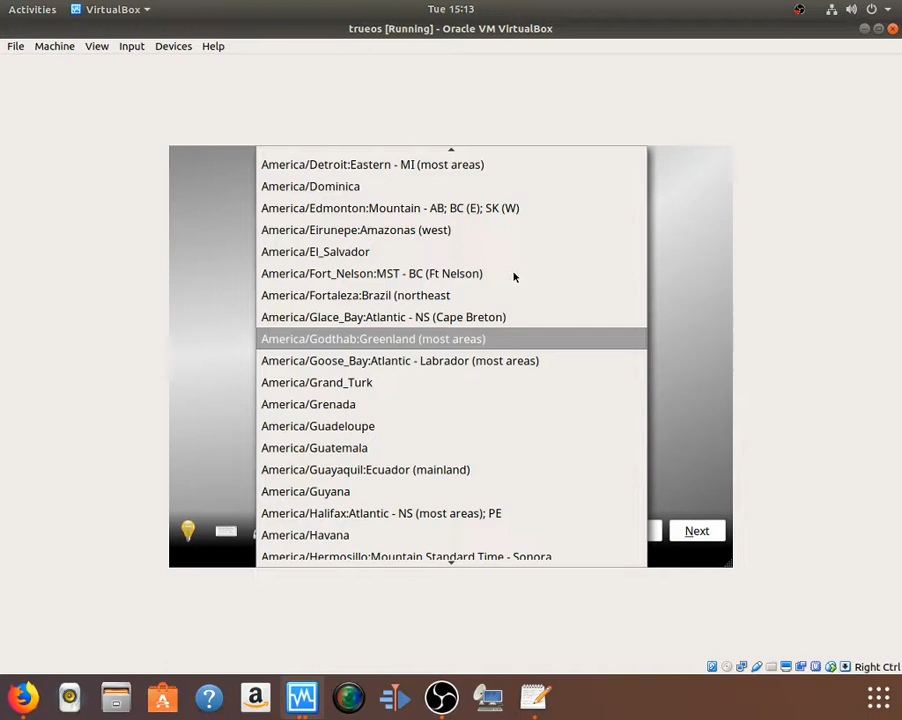 Activities VirtualBox Tue 15:13
trueos [Running] - Oracle VM VirtualBox
File Machine View Input Devices Help
America/Detroit:Eastern - MI (most areas)
America/Dominica
America/Edmonton:Mountain - AB; BC (E); SK (W)
America/Eirunepe:Amazonas (west)
America/El_Salvador
America/Fort_Nelson:MST - BC (Ft Nelson)
America/Fortaleza:Brazil (northeast
America/Glace_Bay:Atlantic - NS (Cape Breton)
America/Godthab:Greenland (most areas)
America/Goose_Bay:Atlantic - Labrador (most areas)
America/Grand_Turk
America/Grenada
America/Guadeloupe
America/Guatemala
America/Guayaquil:Ecuador (mainland)
America/Guyana
America/Halifax:Atlantic - NS (most areas); PE
America/Havana
America/Hermosillo:Mountain Standard Time - Sonora
Next
Right Ctrl